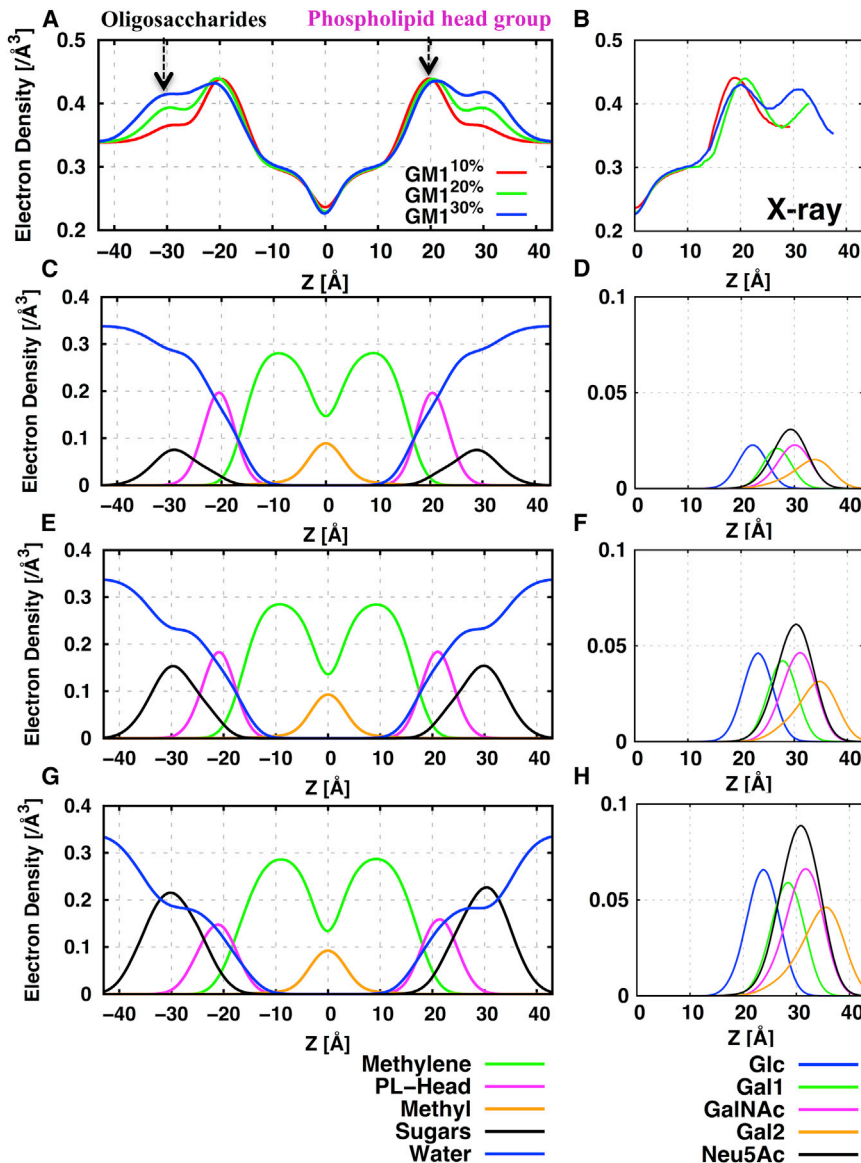 A Oligosaccharides Phospholipid head group B
Electron Density [/Å³]
0.5
0.4
0.3
0.2
GM1¹⁰%
GM1²⁰%
GM1³⁰%
−40 −30 −20 −10 0 10 20 30 40
Z [Å]
0.5
0.4
0.3
0.2
X-ray
0 10 20 30 40
Z [Å]
C
Electron Density [/Å³]
0.4
0.3
0.2
0.1
0
−40 −30 −20 −10 0 10 20 30 40
Z [Å]
D
0.1
0.05
0
0 10 20 30 40
Z [Å]
E
Electron Density [/Å³]
0.4
0.3
0.2
0.1
0
−40 −30 −20 −10 0 10 20 30 40
Z [Å]
F
0.1
0.05
0
0 10 20 30 40
Z [Å]
G
Electron Density [/Å³]
0.4
0.3
0.2
0.1
0
−40 −30 −20 −10 0 10 20 30 40
Z [Å]
H
0.1
0.05
0
0 10 20 30 40
Z [Å]
Methylene
PL−Head
Methyl
Sugars
Water
Glc
Gal1
GalNAc
Gal2
Neu5Ac